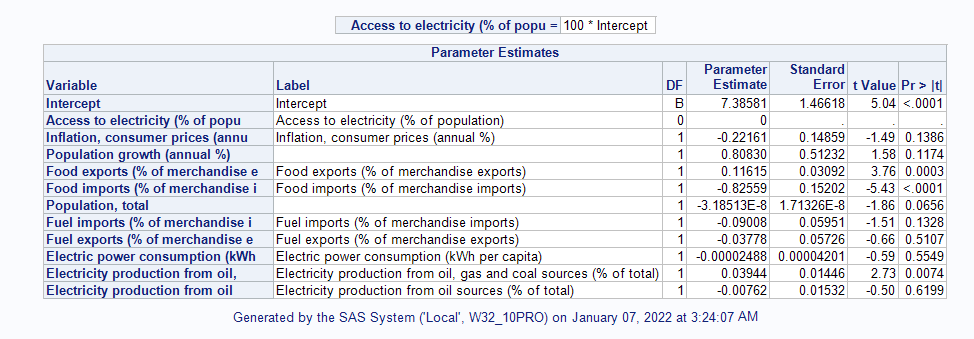 Access to electricity (% of popu = 100 * Intercept
Parameter Estimates
Variable Label DF Parameter Estimate Standard Error t Value Pr > |t|
Intercept Intercept B 7.38581 1.46618 5.04 <.0001
Access to electricity (% of popu Access to electricity (% of population) 0 0 . . .
Inflation, consumer prices (annu Inflation, consumer prices (annual %) 1 -0.22161 0.14859 -1.49 0.1386
Population growth (annual %) 1 0.80830 0.51232 1.58 0.1174
Food exports (% of merchandise e Food exports (% of merchandise exports) 1 0.11615 0.03092 3.76 0.0003
Food imports (% of merchandise i Food imports (% of merchandise imports) 1 -0.82559 0.15202 -5.43 <.0001
Population, total 1 -3.18513E-8 1.71326E-8 -1.86 0.0656
Fuel imports (% of merchandise i Fuel imports (% of merchandise imports) 1 -0.09008 0.05951 -1.51 0.1328
Fuel exports (% of merchandise e Fuel exports (% of merchandise exports) 1 -0.03778 0.05726 -0.66 0.5107
Electric power consumption (kWh Electric power consumption (kWh per capita) 1 -0.00002488 0.00004201 -0.59 0.5549
Electricity production from oil, Electricity production from oil, gas and coal sources (% of total) 1 0.03944 0.01446 2.73 0.0074
Electricity production from oil Electricity production from oil sources (% of total) 1 -0.00762 0.01532 -0.50 0.6199
Generated by the SAS System ('Local', W32_10PRO) on January 07, 2022 at 3:24:07 AM